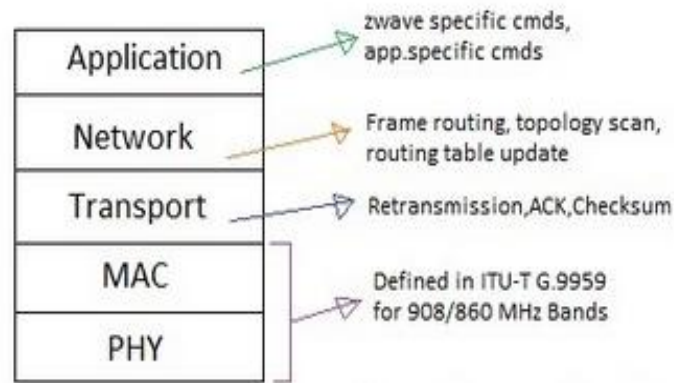 Application
zwave specific cmds,
app.specific cmds
Network
Frame routing, topology scan,
routing table update
Transport
Retransmission,ACK,Checksum
MAC
PHY
Defined in ITU-T G.9959
for 908/860 MHz Bands